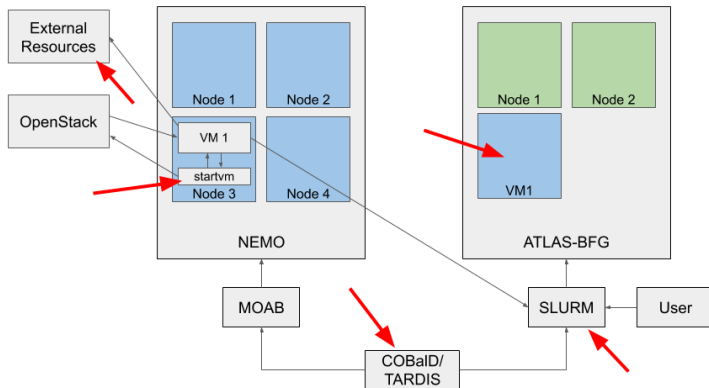 External
Resources
OpenStack
Node 1
Node 2
VM 1
startvm
Node 3
Node 4
NEMO
Node 1
Node 2
VM1
ATLAS-BFG
MOAB
SLURM
User
COBalD/
TARDIS